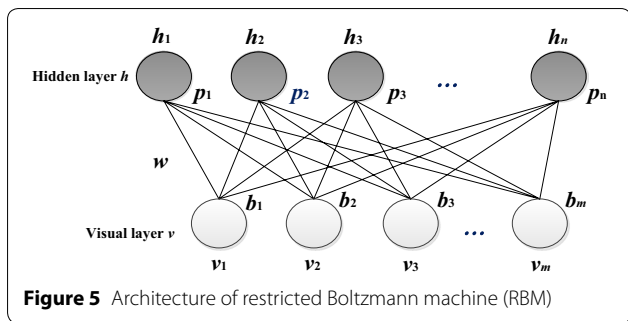 h1 h2 h3 hn
Hidden layer h
p1 p2 p3 ... pn
w
b1 b2 b3 bm
Visual layer v ...
v1 v2 v3 vm
Figure 5 Architecture of restricted Boltzmann machine (RBM)